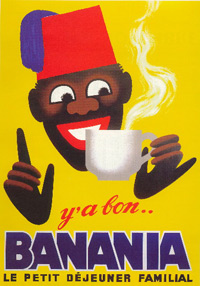 y'a bon..
BANANIA
LE PETIT DÉJEUNER FAMILIAL